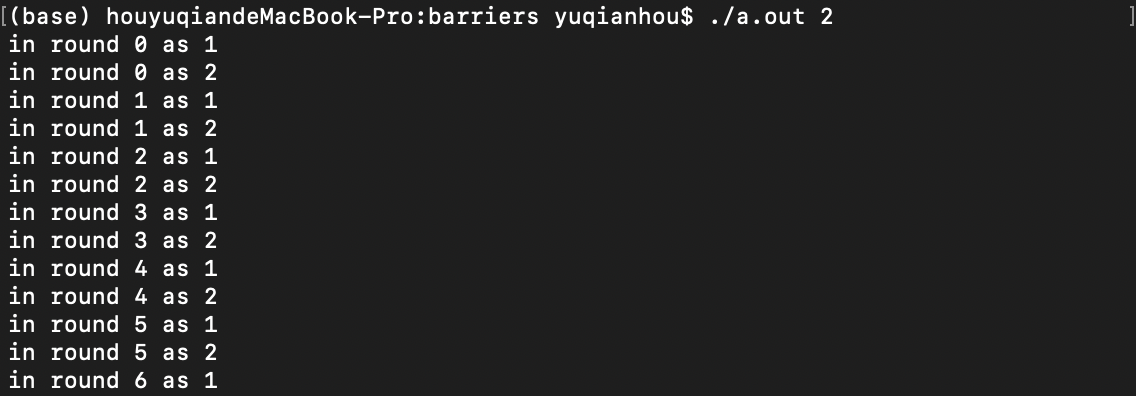 [(base) houyuqiandeMacBook-Pro:barriers yuqianhou$ ./a.out 2 ]
in round 0 as 1
in round 0 as 2
in round 1 as 1
in round 1 as 2
in round 2 as 1
in round 2 as 2
in round 3 as 1
in round 3 as 2
in round 4 as 1
in round 4 as 2
in round 5 as 1
in round 5 as 2
in round 6 as 1